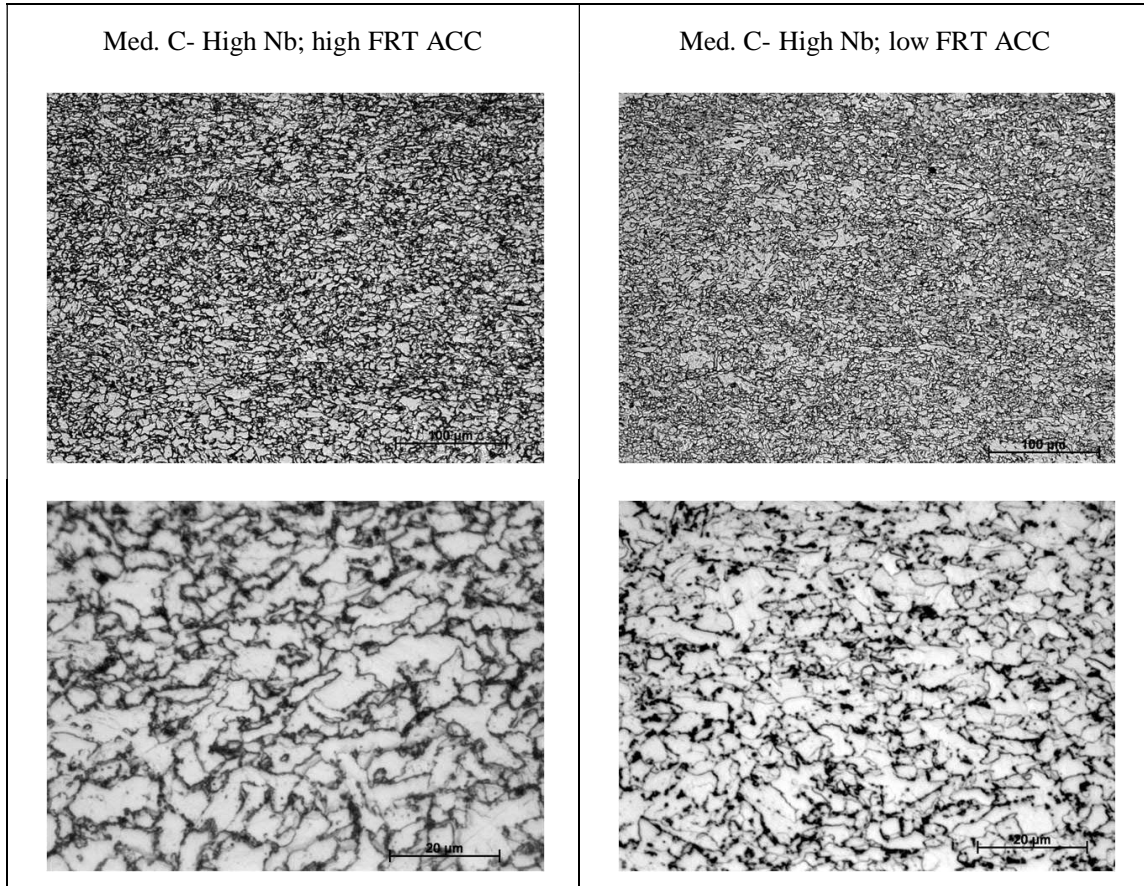 Med. C- High Nb; high FRT ACC
Med. C- High Nb; low FRT ACC
100 µm
100 µm
20 µm
20 µm